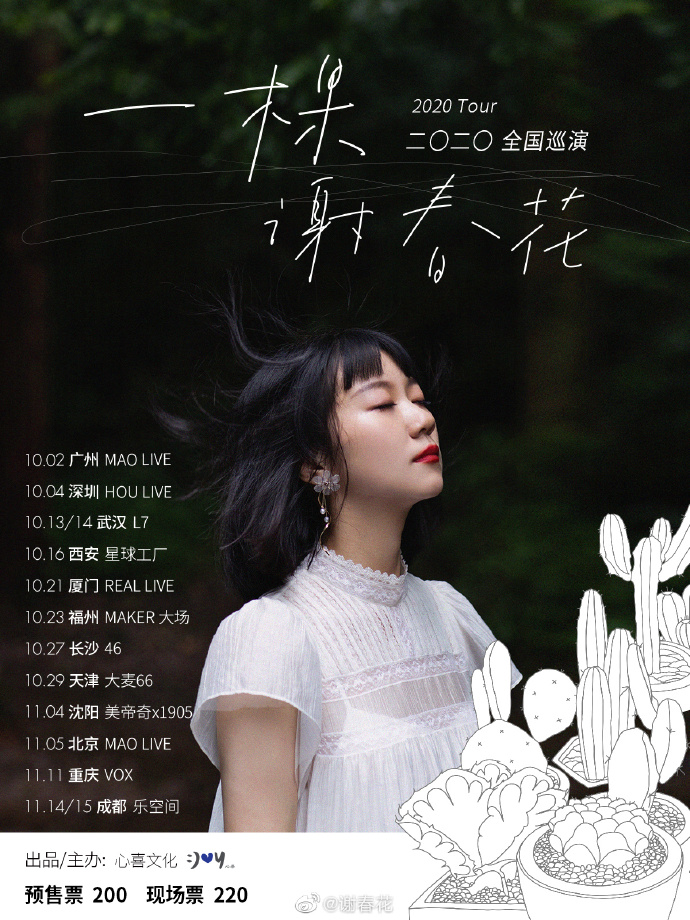 一棵
2020 Tour
二〇二〇 全国巡演
谢春花
10.02 广州 MAO LIVE
10.04 深圳 HOU LIVE
10.13/14 武汉 L7
10.16 西安 星球工厂
10.21 厦门 REAL LIVE
10.23 福州 MAKER 大场
10.27 长沙 46
10.29 天津 大麦66
11.04 沈阳 美帝奇x1905
11.05 北京 MAO LIVE
11.11 重庆 VOX
11.14/15 成都 乐空间
出品/主办: 心喜文化
预售票 200 现场票 220
@谢春花